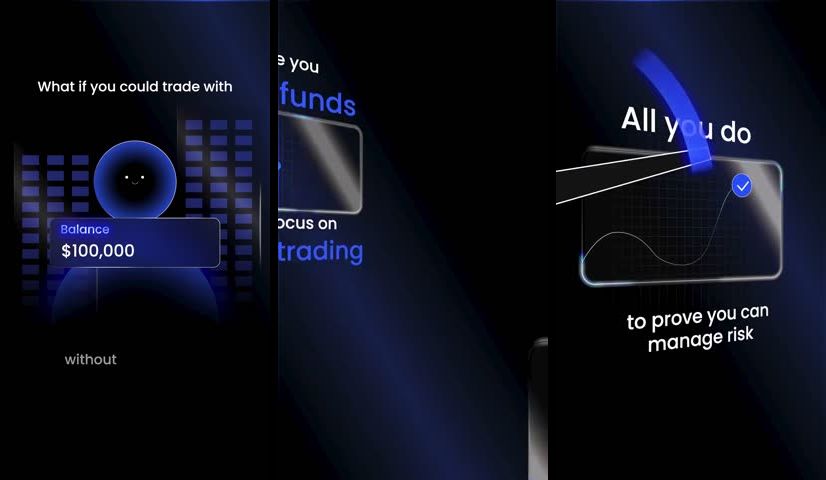 What if you could trade with
Balance
$100,000
without
e you
funds
ocus on
trading
All you do
to prove you can
manage risk